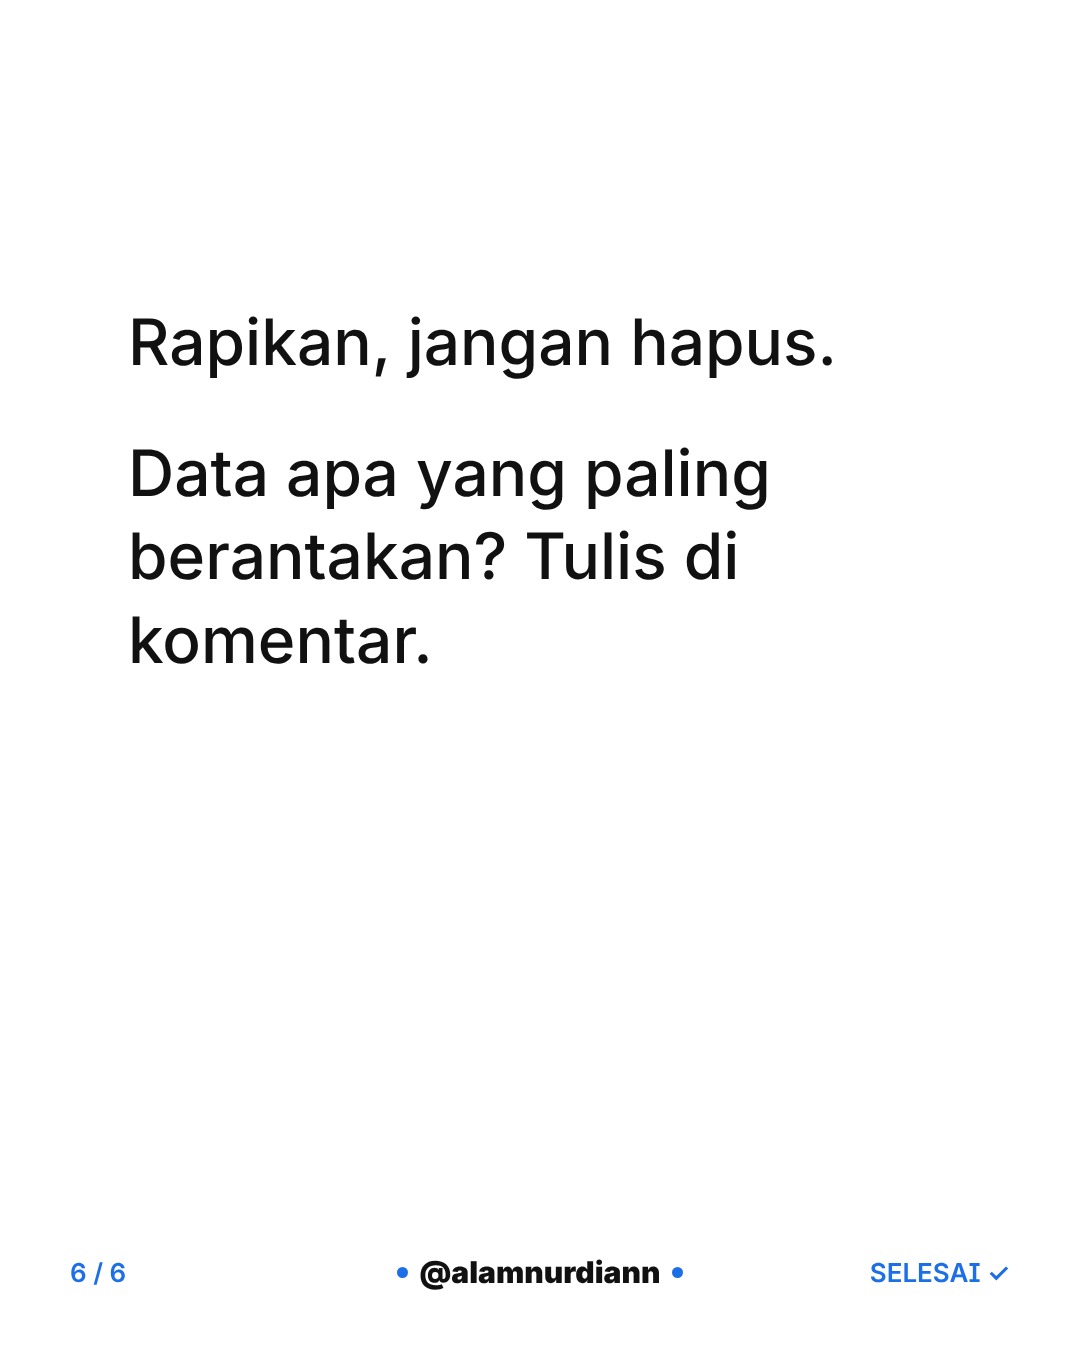 Rapikan, jangan hapus.
Data apa yang paling
berantakan? Tulis di
komentar.
6 / 6
• @alamnurdiann •
SELESAI ✓